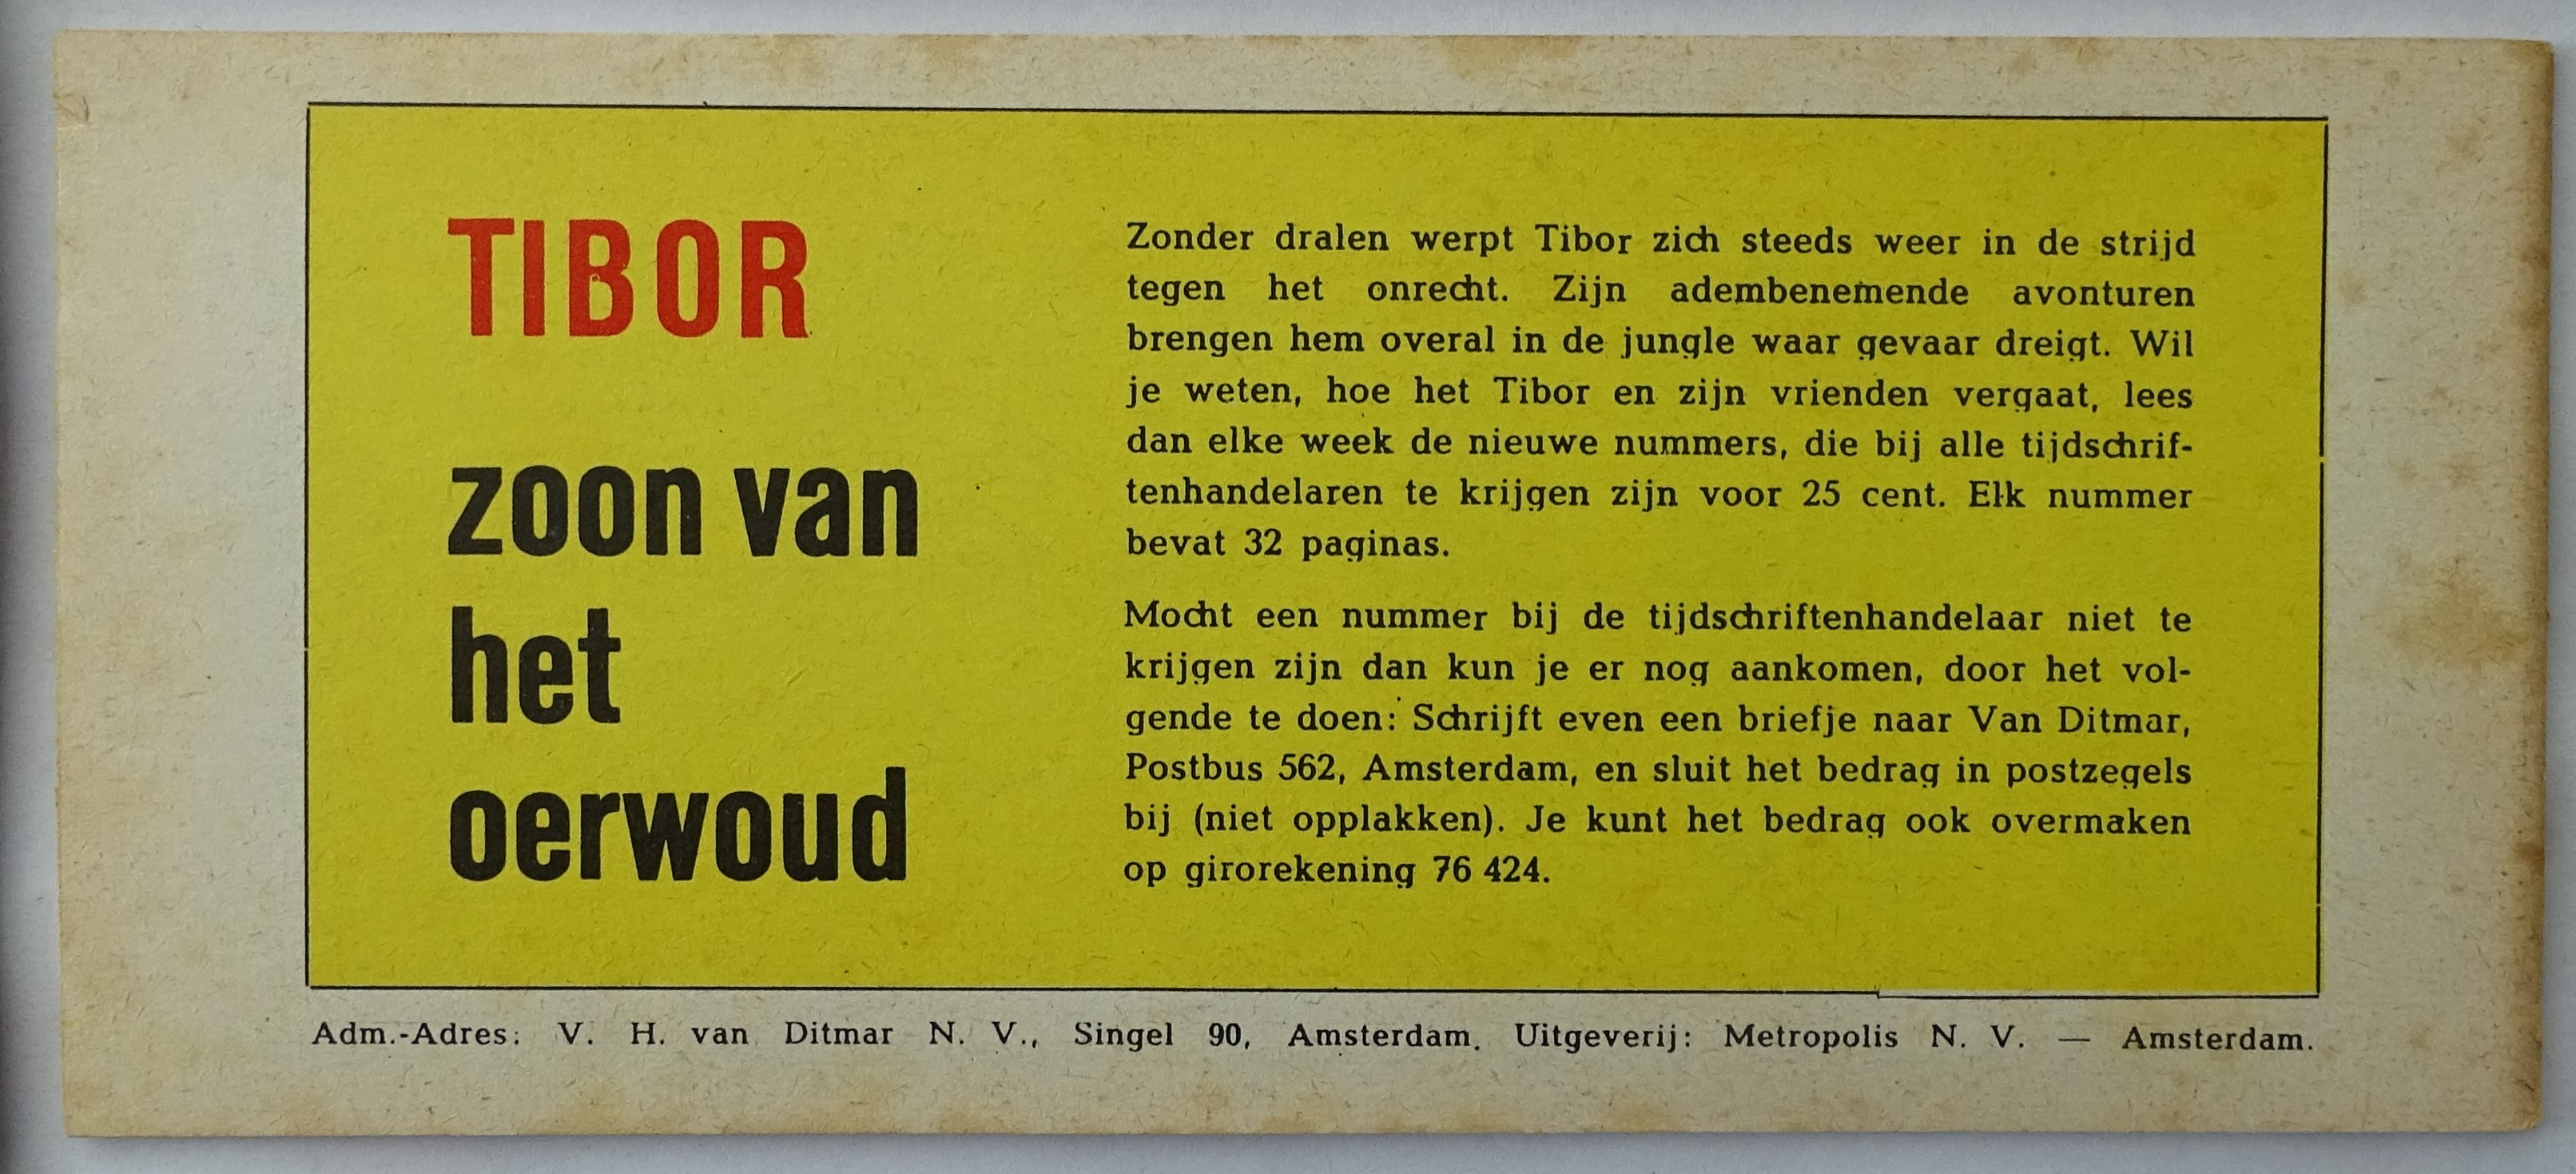 TIBOR
zoon van
het
oerwoud
Zonder dralen werpt Tibor zich steeds weer in de strijd
tegen het onrecht. Zijn adembenemende avonturen
brengen hem overal in de jungle waar gevaar dreigt. Wil
je weten, hoe het Tibor en zijn vrienden vergaat, lees
dan elke week de nieuwe nummers, die bij alle tijdschrif-
tenhandelaren te krijgen zijn voor 25 cent. Elk nummer
bevat 32 paginas.
Mocht een nummer bij de tijdschriftenhandelaar niet te
krijgen zijn dan kun je er nog aankomen, door het vol-
gende te doen: Schrijft even een briefje naar Van Ditmar,
Postbus 562, Amsterdam, en sluit het bedrag in postzegels
bij (niet opplakken). Je kunt het bedrag ook overmaken
op girorekening 76 424.
Adm.-Adres: V. H. van Ditmar N. V., Singel 90, Amsterdam. Uitgeverij: Metropolis N. V. — Amsterdam.